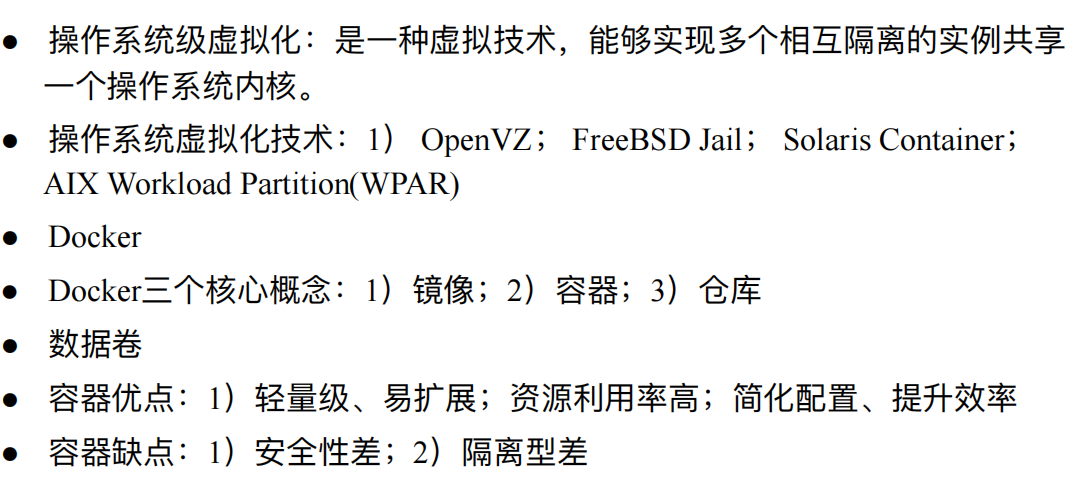 ● 操作系统级虚拟化：是一种虚拟技术，能够实现多个相互隔离的实例共享
一个操作系统内核。
● 操作系统虚拟化技术：1） OpenVZ； FreeBSD Jail； Solaris Container；
AIX Workload Partition(WPAR)
● Docker
● Docker三个核心概念：1）镜像；2）容器；3）仓库
● 数据卷
● 容器优点：1）轻量级、易扩展；资源利用率高；简化配置、提升效率
● 容器缺点：1）安全性差；2）隔离型差